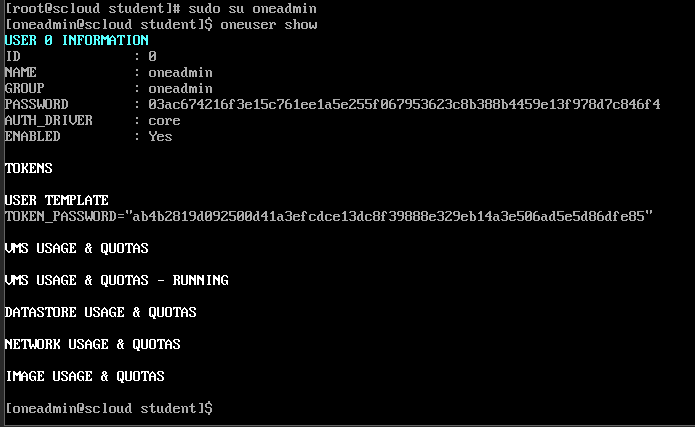 [root@scloud student]# sudo su oneadmin
[oneadmin@scloud student]$ oneuser show
USER 0 INFORMATION
ID              : 0
NAME            : oneadmin
GROUP           : oneadmin
PASSWORD        : 03ac674216f3e15c761ee1a5e255f067953623c8b388b4459e13f978d7c846f4
AUTH_DRIVER     : core
ENABLED         : Yes
TOKENS
USER TEMPLATE
TOKEN_PASSWORD="ab4b2819d092500d41a3efcdce13dc8f39888e329eb14a3e506ad5e5d86dfe85"
VMS USAGE & QUOTAS
VMS USAGE & QUOTAS - RUNNING
DATASTORE USAGE & QUOTAS
NETWORK USAGE & QUOTAS
IMAGE USAGE & QUOTAS
[oneadmin@scloud student]$